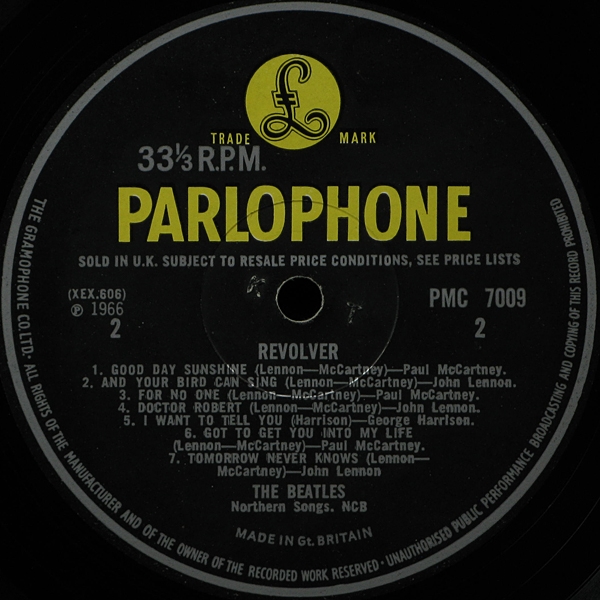 TRADE MARK
33⅓ R.P.M.
PARLOPHONE
SOLD IN U.K. SUBJECT TO RESALE PRICE CONDITIONS, SEE PRICE LISTS
K T
(XEX.606)
Ⓟ 1966
2
PMC 7009
2
REVOLVER
1. GOOD DAY SUNSHINE (Lennon—McCartney)—Paul McCartney.
2. AND YOUR BIRD CAN SING (Lennon—McCartney)—John Lennon.
3. FOR NO ONE (Lennon—McCartney)—Paul McCartney.
4. DOCTOR ROBERT (Lennon—McCartney)—John Lennon.
5. I WANT TO TELL YOU (Harrison)—George Harrison.
6. GOT TO GET YOU INTO MY LIFE
(Lennon—McCartney)—Paul McCartney.
7. TOMORROW NEVER KNOWS (Lennon—
McCartney)—John Lennon
THE BEATLES
Northern Songs. NCB
MADE IN Gt. BRITAIN
THE GRAMOPHONE CO. LTD. · ALL RIGHTS OF THE MANUFACTURER AND OF THE OWNER OF THE RECORDED WORK RESERVED · UNAUTHORISED PUBLIC PERFORMANCE BROADCASTING AND COPYING OF THIS RECORD PROHIBITED